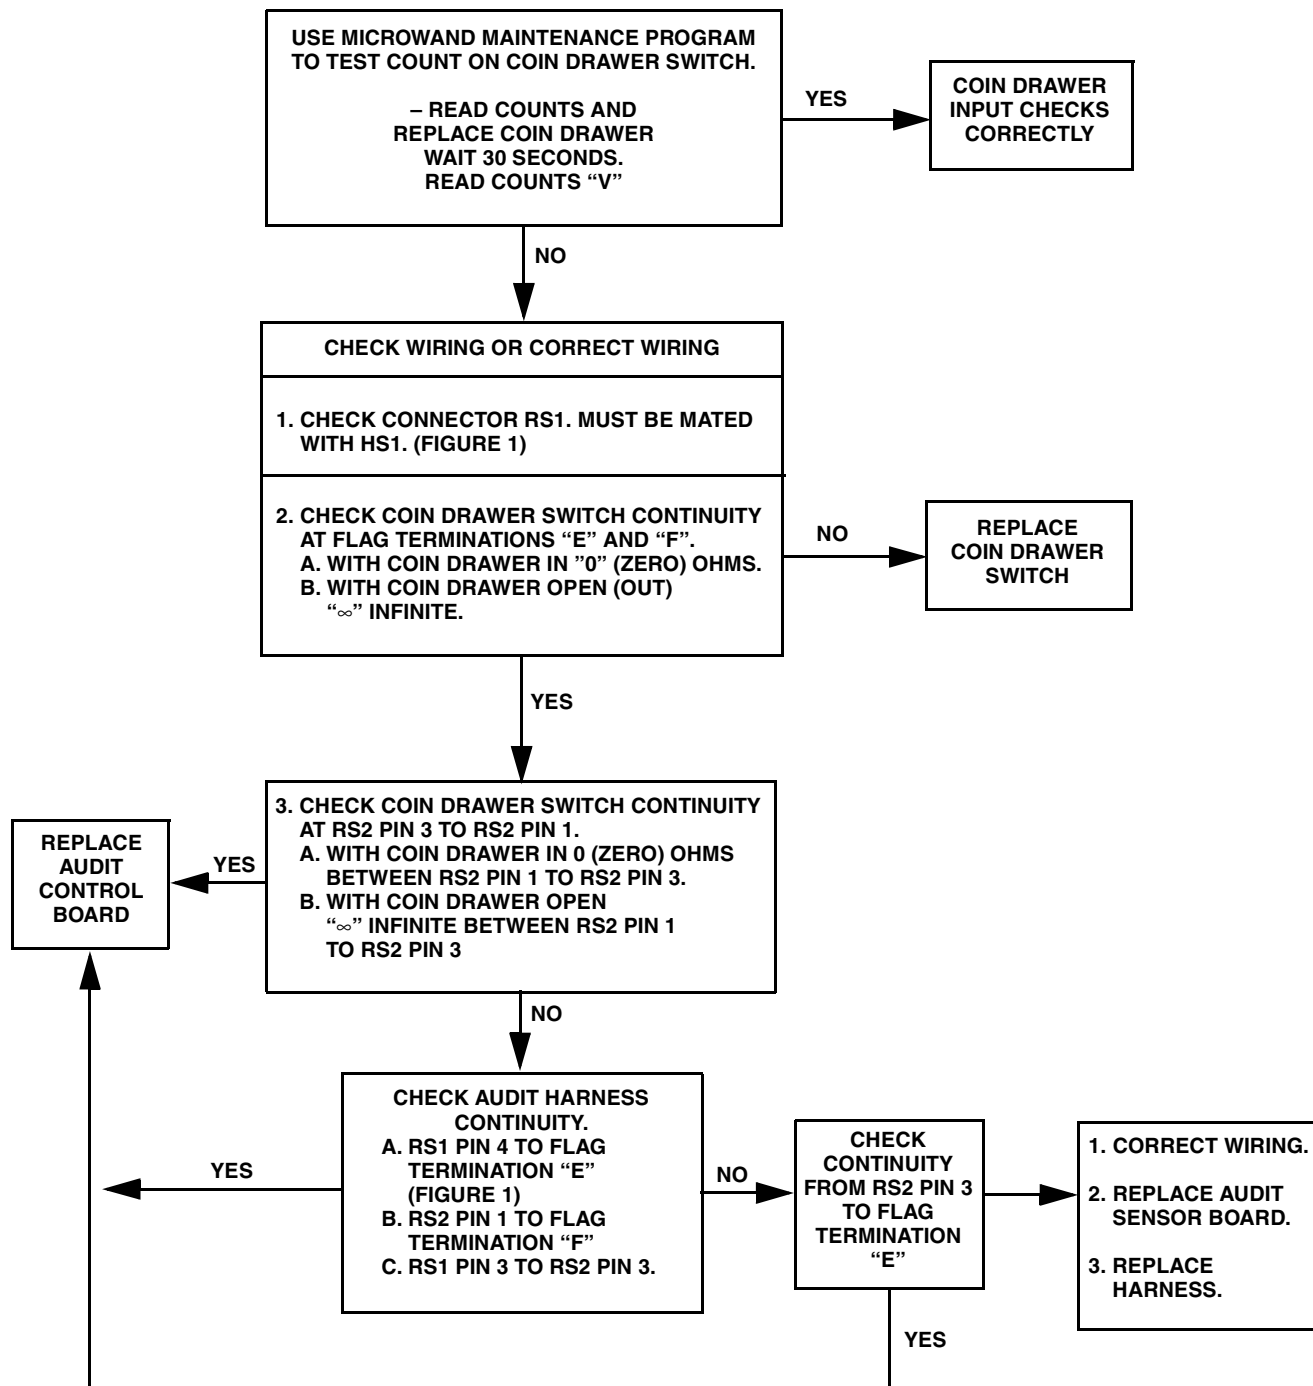 USE MICROWAND MAINTENANCE PROGRAM
TO TEST COUNT ON COIN DRAWER SWITCH.
– READ COUNTS AND
REPLACE COIN DRAWER
WAIT 30 SECONDS.
READ COUNTS “V”
YES
COIN DRAWER
INPUT CHECKS
CORRECTLY
NO
CHECK WIRING OR CORRECT WIRING
1. CHECK CONNECTOR RS1. MUST BE MATED
WITH HS1. (FIGURE 1)
2. CHECK COIN DRAWER SWITCH CONTINUITY
AT FLAG TERMINATIONS “E” AND “F”.
A. WITH COIN DRAWER IN ”0” (ZERO) OHMS.
B. WITH COIN DRAWER OPEN (OUT)
“∞” INFINITE.
NO
REPLACE
COIN DRAWER
SWITCH
YES
3. CHECK COIN DRAWER SWITCH CONTINUITY
AT RS2 PIN 3 TO RS2 PIN 1.
A. WITH COIN DRAWER IN 0 (ZERO) OHMS
BETWEEN RS2 PIN 1 TO RS2 PIN 3.
B. WITH COIN DRAWER OPEN
“∞” INFINITE BETWEEN RS2 PIN 1
TO RS2 PIN 3
YES
REPLACE
AUDIT
CONTROL
BOARD
NO
CHECK AUDIT HARNESS
CONTINUITY.
A. RS1 PIN 4 TO FLAG
TERMINATION “E”
(FIGURE 1)
B. RS2 PIN 1 TO FLAG
TERMINATION “F”
C. RS1 PIN 3 TO RS2 PIN 3.
YES
NO
CHECK
CONTINUITY
FROM RS2 PIN 3
TO FLAG
TERMINATION
“E”
1. CORRECT WIRING.
2. REPLACE AUDIT
SENSOR BOARD.
3. REPLACE
HARNESS.
YES